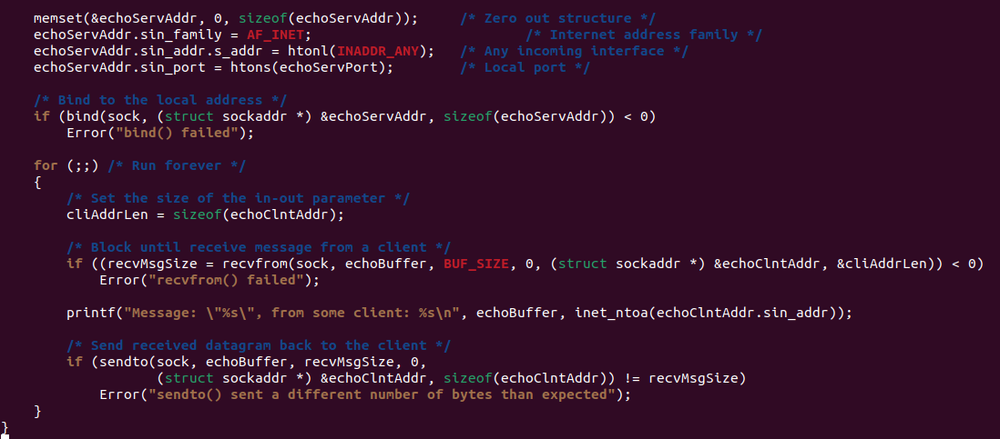 memset(&echoServAddr, 0, sizeof(echoServAddr));     /* Zero out structure */
echoServAddr.sin_family = AF_INET;                          /* Internet address family */
echoServAddr.sin_addr.s_addr = htonl(INADDR_ANY);   /* Any incoming interface */
echoServAddr.sin_port = htons(echoServPort);        /* Local port */

/* Bind to the local address */
if (bind(sock, (struct sockaddr *) &echoServAddr, sizeof(echoServAddr)) < 0)
    Error("bind() failed");

for (;;) /* Run forever */
{
    /* Set the size of the in-out parameter */
    cliAddrLen = sizeof(echoClntAddr);

    /* Block until receive message from a client */
    if ((recvMsgSize = recvfrom(sock, echoBuffer, BUF_SIZE, 0, (struct sockaddr *) &echoClntAddr, &cliAddrLen)) < 0)
        Error("recvfrom() failed");

    printf("Message: \"%s\", from some client: %s\n", echoBuffer, inet_ntoa(echoClntAddr.sin_addr));

    /* Send received datagram back to the client */
    if (sendto(sock, echoBuffer, recvMsgSize, 0,
               (struct sockaddr *) &echoClntAddr, sizeof(echoClntAddr)) != recvMsgSize)
        Error("sendto() sent a different number of bytes than expected");
}
}